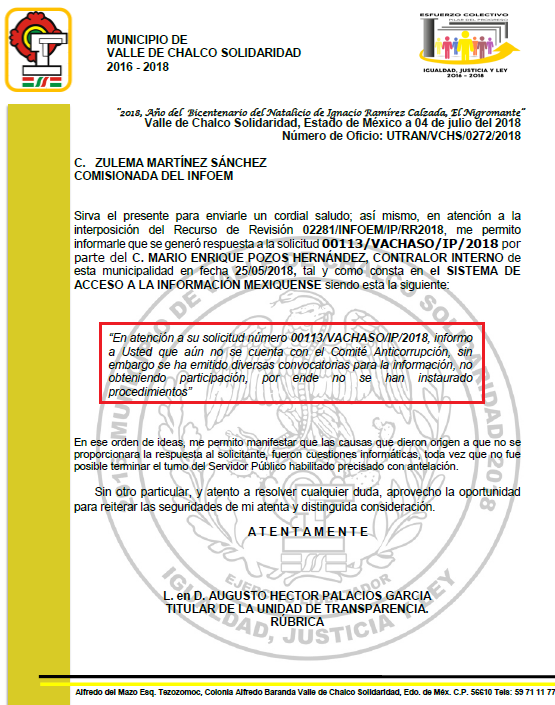 MUNICIPIO DE
VALLE DE CHALCO SOLIDARIDAD
2016 - 2018
ESFUERZO COLECTIVO
PILAR DEL PROGRESO
IGUALDAD, JUSTICIA Y LEY
2016 - 2018
"2018, Año del Bicentenario del Natalicio de Ignacio Ramírez Calzada, El Nigromante"
Valle de Chalco Solidaridad, Estado de México a 04 de julio del 2018
Número de Oficio: UTRAN/VCHS/0272/2018
C. ZULEMA MARTÍNEZ SÁNCHEZ
COMISIONADA DEL INFOEM
Sirva el presente para enviarle un cordial saludo; así mismo, en atención a la
interposición del Recurso de Revisión 02281/INFOEM/IP/RR2018, me permito
informarle que se generó respuesta a la solicitud 00113/VACHASO/IP/2018 por
parte del C. MARIO ENRIQUE POZOS HERNÁNDEZ, CONTRALOR INTERNO de
esta municipalidad en fecha 25/05/2018, tal y como consta en el SISTEMA DE
ACCESO A LA INFORMACIÓN MEXIQUENSE siendo esta la siguiente:
"En atención a su solicitud número 00113/VACHASO/IP/2018, informo
a Usted que aún no se cuenta con el Comité Anticorrupción, sin
embargo se ha emitido diversas convocatorias para la información, no
obteniendo participación, por ende no se han instaurado
procedimientos"
En ese orden de ideas, me permito manifestar que las causas que dieron origen a que no se
proporcionara la respuesta al solicitante, fueron cuestiones informáticas, toda vez que no fue
posible terminar el turno del Servidor Público habilitado precisado con antelación.
Sin otro particular, y atento a resolver cualquier duda, aprovecho la oportunidad
para reiterar las seguridades de mi atenta y distinguida consideración.
A T E N T A M E N T E
L. en D. AUGUSTO HECTOR PALACIOS GARCIA
TITULAR DE LA UNIDAD DE TRANSPARENCIA.
RÚBRICA
IGUALDAD, JUSTICIA Y LEY
Alfredo del Mazo Esq. Tezozomoc, Colonia Alfredo Baranda Valle de Chalco Solidaridad, Edo. de Méx. C.P. 56610 Tels: 59 71 11 77